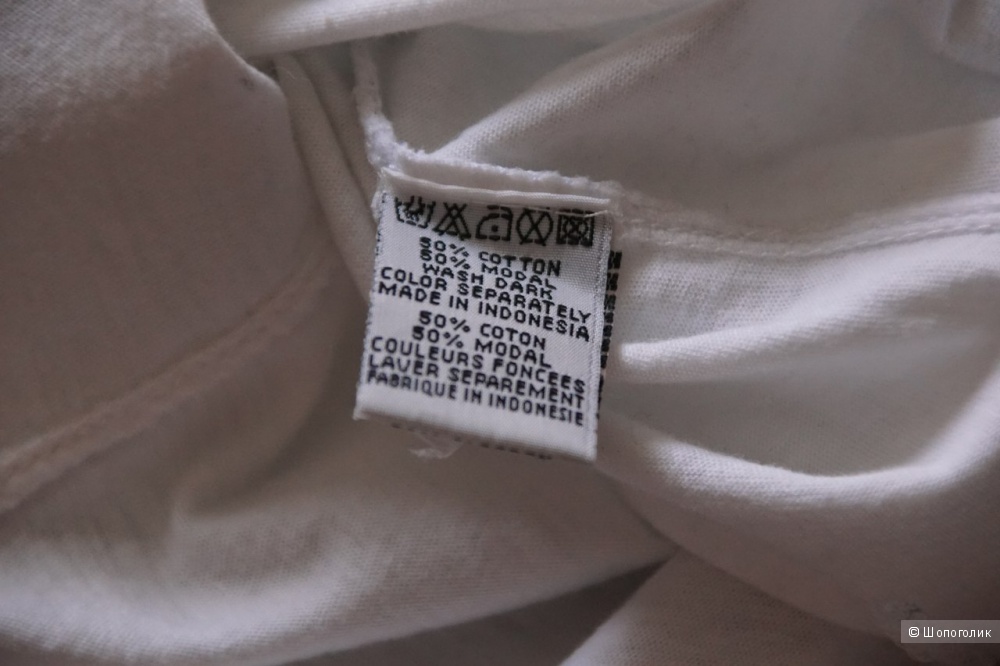 50% COTTON
50% MODAL
WASH DARK
COLOR SEPARATELY
MADE IN INDONESIA
50% COTON
50% MODAL
COULEURS FONCEES
LAVER SEPAREMENT
FABRIQUE IN INDONESIE
© Шопоголик